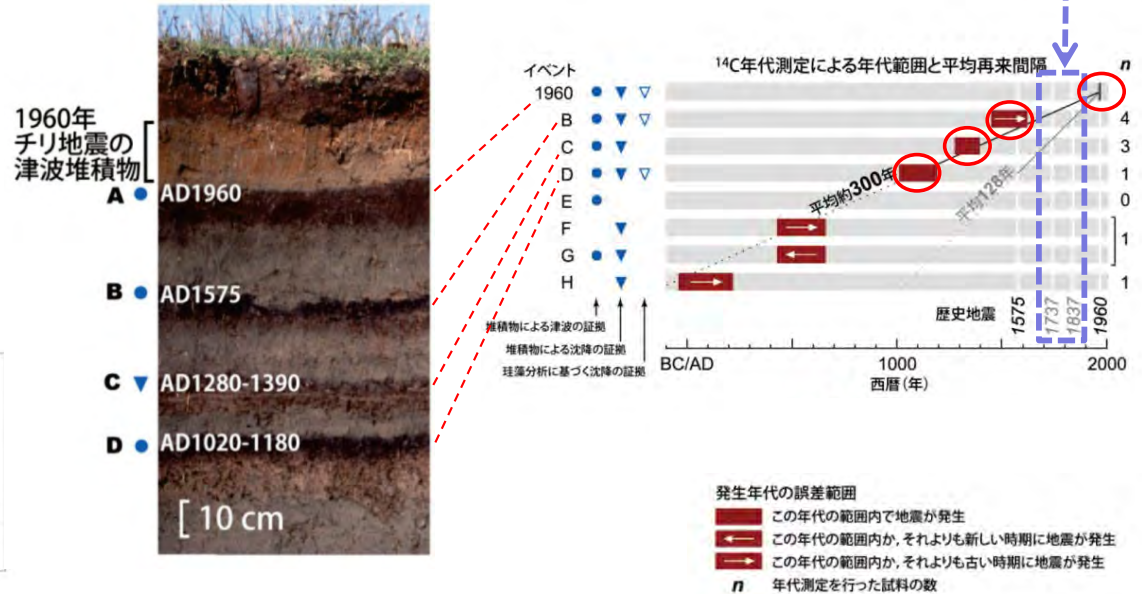 1960年
チリ地震の
津波堆積物
A AD1960
B AD1575
C AD1280-1390
D AD1020-1180
10 cm
イベント
14C年代測定による年代範囲と平均再来間隔
n
1960
B
4
C
3
D
1
E
0
F
G
1
H
1
平均約300年
平均128年
堆積物による津波の証拠
堆積物による沈降の証拠
珪藻分析に基づく沈降の証拠
歴史地震
1575
1737
1837
1960
BC/AD
1000
2000
西暦(年)
発生年代の誤差範囲
この年代の範囲内で地震が発生
この年代の範囲内か,それよりも新しい時期に地震が発生
この年代の範囲内か,それよりも古い時期に地震が発生
n 年代測定を行った試料の数